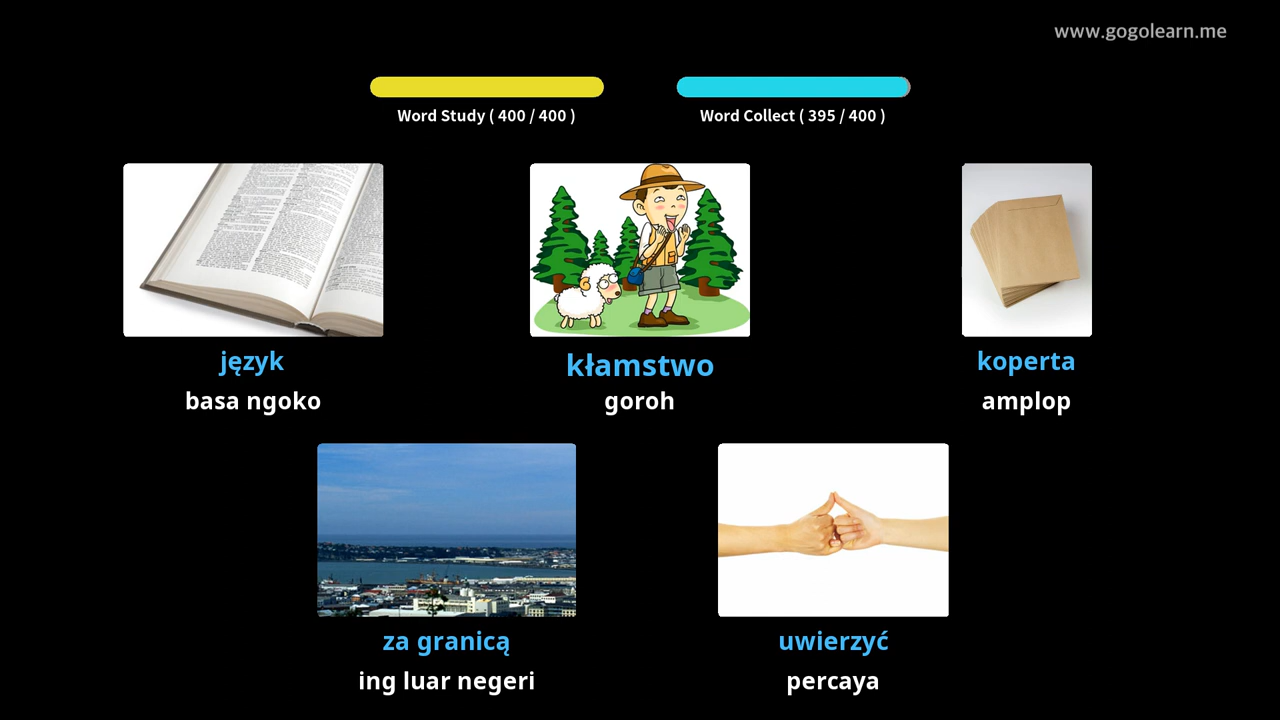 www.gogolearn.me
Word Study ( 400 / 400 )
Word Collect ( 395 / 400 )
język
kłamstwo
koperta
basa ngoko
goroh
amplop
za granicą
uwierzyć
ing luar negeri
percaya